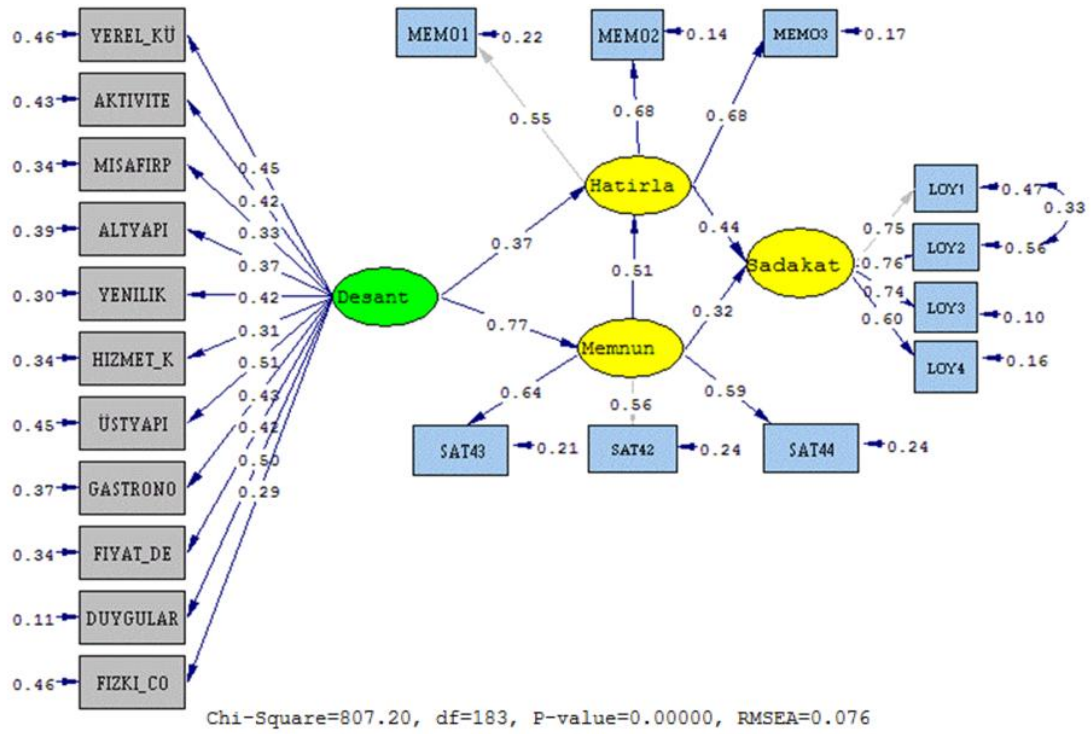 0.46 YEREL_KÜ
0.43 AKTIVITE
0.34 MISAFIRP
0.39 ALTYAPI
0.30 YENILIK
0.34 HIZMET_K
0.45 ÜSTYAPI
0.37 GASTRONO
0.34 FIYAT_DE
0.11 DUYGULAR
0.46 FIZKI_CO
0.45
0.42
0.33
0.37
0.42
0.31
0.51
0.43
0.42
0.50
0.29
Desant
0.37
0.77
MEMO1 0.22
MEMO2 0.14
MEMO3 0.17
0.55
0.68
0.68
Hatirla
0.51
0.44
Memnun
0.32
0.64
0.56
0.59
SAT43 0.21
SAT42 0.24
SAT44 0.24
Sadakat
0.75
0.76
0.74
0.60
LOY1 0.47
0.33
LOY2 0.56
LOY3 0.10
LOY4 0.16
Chi-Square=807.20, df=183, P-value=0.00000, RMSEA=0.076